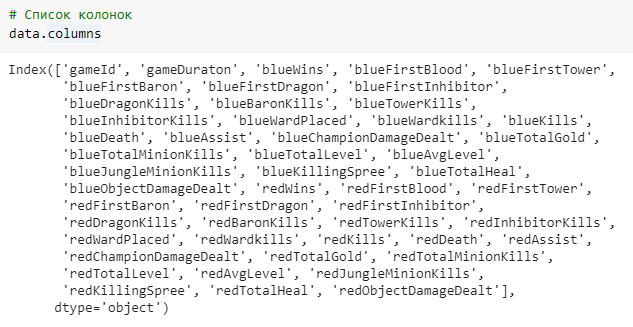 # Список колонок
data.columns
Index(['gameId', 'gameDuraton', 'blueWins', 'blueFirstBlood', 'blueFirstTower',
'blueFirstBaron', 'blueFirstDragon', 'blueFirstInhibitor',
'blueDragonKills', 'blueBaronKills', 'blueTowerKills',
'blueInhibitorKills', 'blueWardPlaced', 'blueWardkills', 'blueKills',
'blueDeath', 'blueAssist', 'blueChampionDamageDealt', 'blueTotalGold',
'blueTotalMinionKills', 'blueTotalLevel', 'blueAvgLevel',
'blueJungleMinionKills', 'blueKillingSpree', 'blueTotalHeal',
'blueObjectDamageDealt', 'redWins', 'redFirstBlood', 'redFirstTower',
'redFirstBaron', 'redFirstDragon', 'redFirstInhibitor',
'redDragonKills', 'redBaronKills', 'redTowerKills', 'redInhibitorKills',
'redWardPlaced', 'redWardkills', 'redKills', 'redDeath', 'redAssist',
'redChampionDamageDealt', 'redTotalGold', 'redTotalMinionKills',
'redTotalLevel', 'redAvgLevel', 'redJungleMinionKills',
'redKillingSpree', 'redTotalHeal', 'redObjectDamageDealt'],
dtype='object')